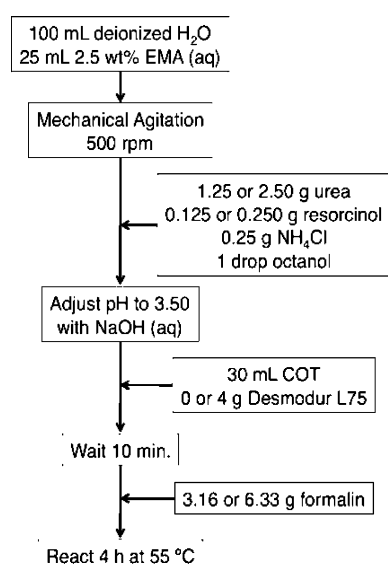 100 mL deionized H₂O
25 mL 2.5 wt% EMA (aq)
Mechanical Agitation
500 rpm
1.25 or 2.50 g urea
0.125 or 0.250 g resorcinol
0.25 g NH₄Cl
1 drop octanol
Adjust pH to 3.50
with NaOH (aq)
30 mL COT
0 or 4 g Desmodur L75
Wait 10 min.
3.16 or 6.33 g formalin
React 4 h at 55 ºC